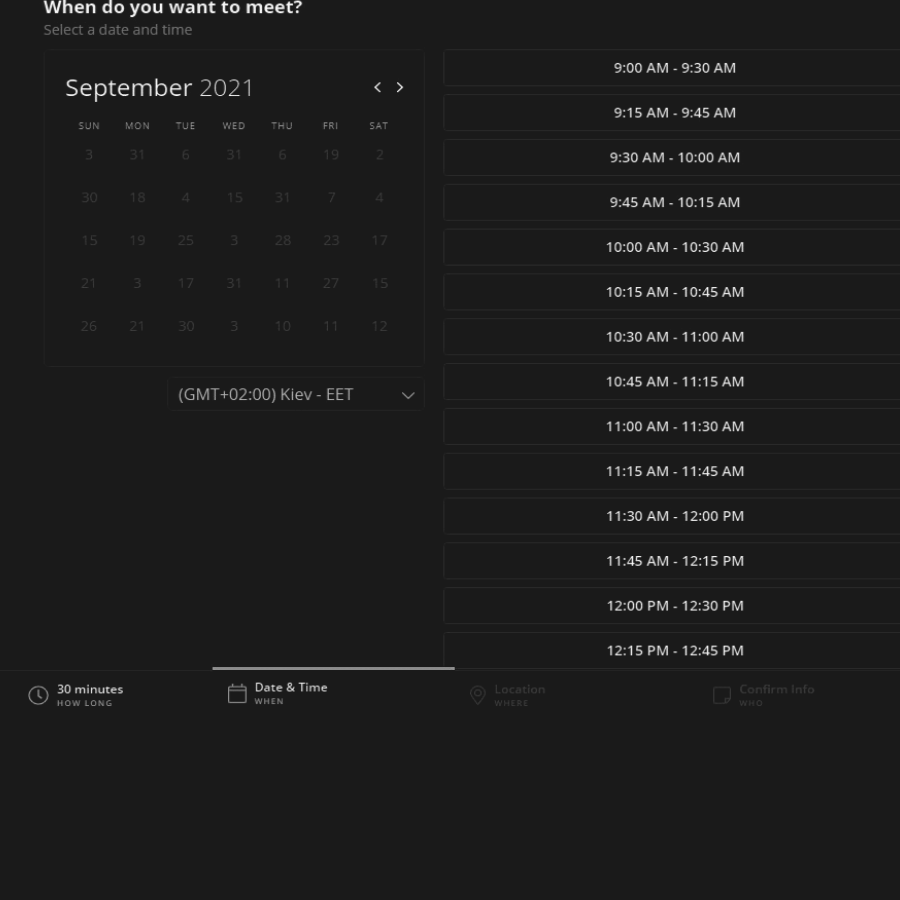 When do you want to meet?
Select a date and time
September 2021
SUN MON TUE WED THU FRI SAT
3 31 6 31 6 19 2
30 18 4 15 31 7 4
15 19 25 3 28 23 17
21 3 17 31 11 27 15
26 21 30 3 10 11 12
(GMT+02:00) Kiev - EET
9:00 AM - 9:30 AM
9:15 AM - 9:45 AM
9:30 AM - 10:00 AM
9:45 AM - 10:15 AM
10:00 AM - 10:30 AM
10:15 AM - 10:45 AM
10:30 AM - 11:00 AM
10:45 AM - 11:15 AM
11:00 AM - 11:30 AM
11:15 AM - 11:45 AM
11:30 AM - 12:00 PM
11:45 AM - 12:15 PM
12:00 PM - 12:30 PM
12:15 PM - 12:45 PM
30 minutes
HOW LONG
Date & Time
WHEN
Location
WHERE
Confirm Info
WHO